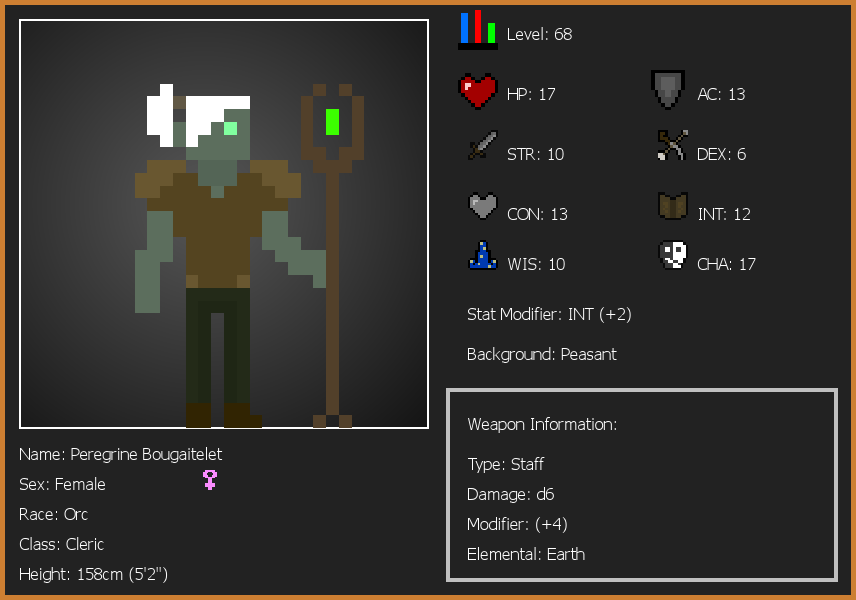 Level: 68
HP: 17
AC: 13
STR: 10
DEX: 6
CON: 13
INT: 12
WIS: 10
CHA: 17
Stat Modifier: INT (+2)
Background: Peasant
Weapon Information:
Type: Staff
Damage: d6
Modifier: (+4)
Elemental: Earth
Name: Peregrine Bougaitelet
Sex: Female
Race: Orc
Class: Cleric
Height: 158cm (5'2")